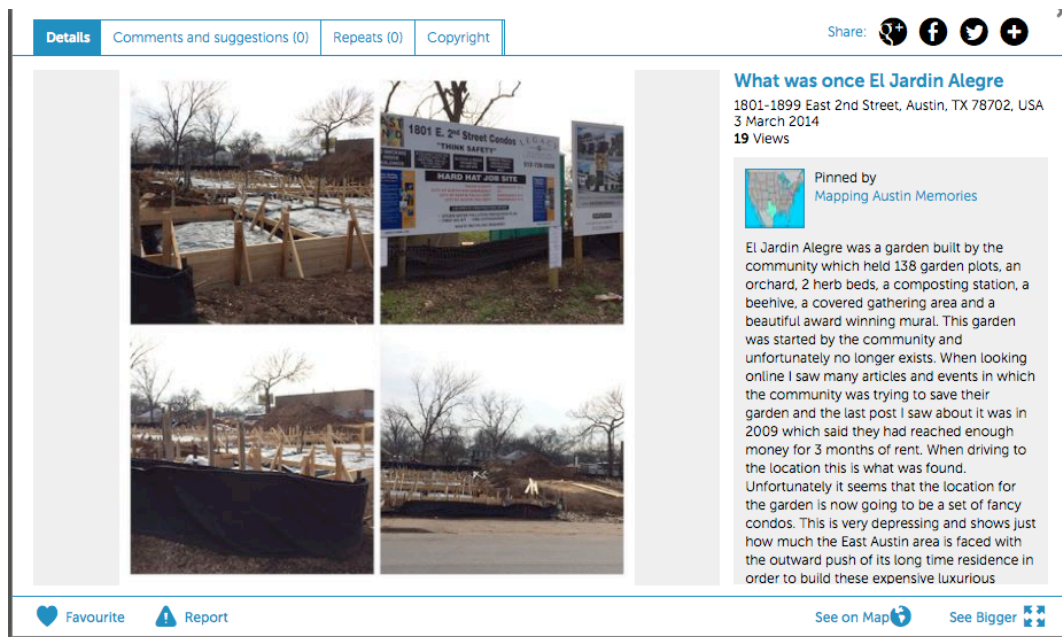 Details
Comments and suggestions (0)
Repeats (0)
Copyright
Share:
What was once El Jardin Alegre
1801-1899 East 2nd Street, Austin, TX 78702, USA
3 March 2014
19 Views
Pinned by
Mapping Austin Memories
El Jardin Alegre was a garden built by the
community which held 138 garden plots, an
orchard, 2 herb beds, a composting station, a
beehive, a covered gathering area and a
beautiful award winning mural. This garden
was started by the community and
unfortunately no longer exists. When looking
online I saw many articles and events in which
the community was trying to save their
garden and the last post I saw about it was in
2009 which said they had reached enough
money for 3 months of rent. When driving to
the location this is what was found.
Unfortunately it seems that the location for
the garden is now going to be a set of fancy
condos. This is very depressing and shows just
how much the East Austin area is faced with
the outward push of its long time residence in
order to build these expensive luxurious
1801 E. 2nd Street Condos
"THINK SAFETY"
HARD HAT JOB SITE
Favourite
Report
See on Map
See Bigger